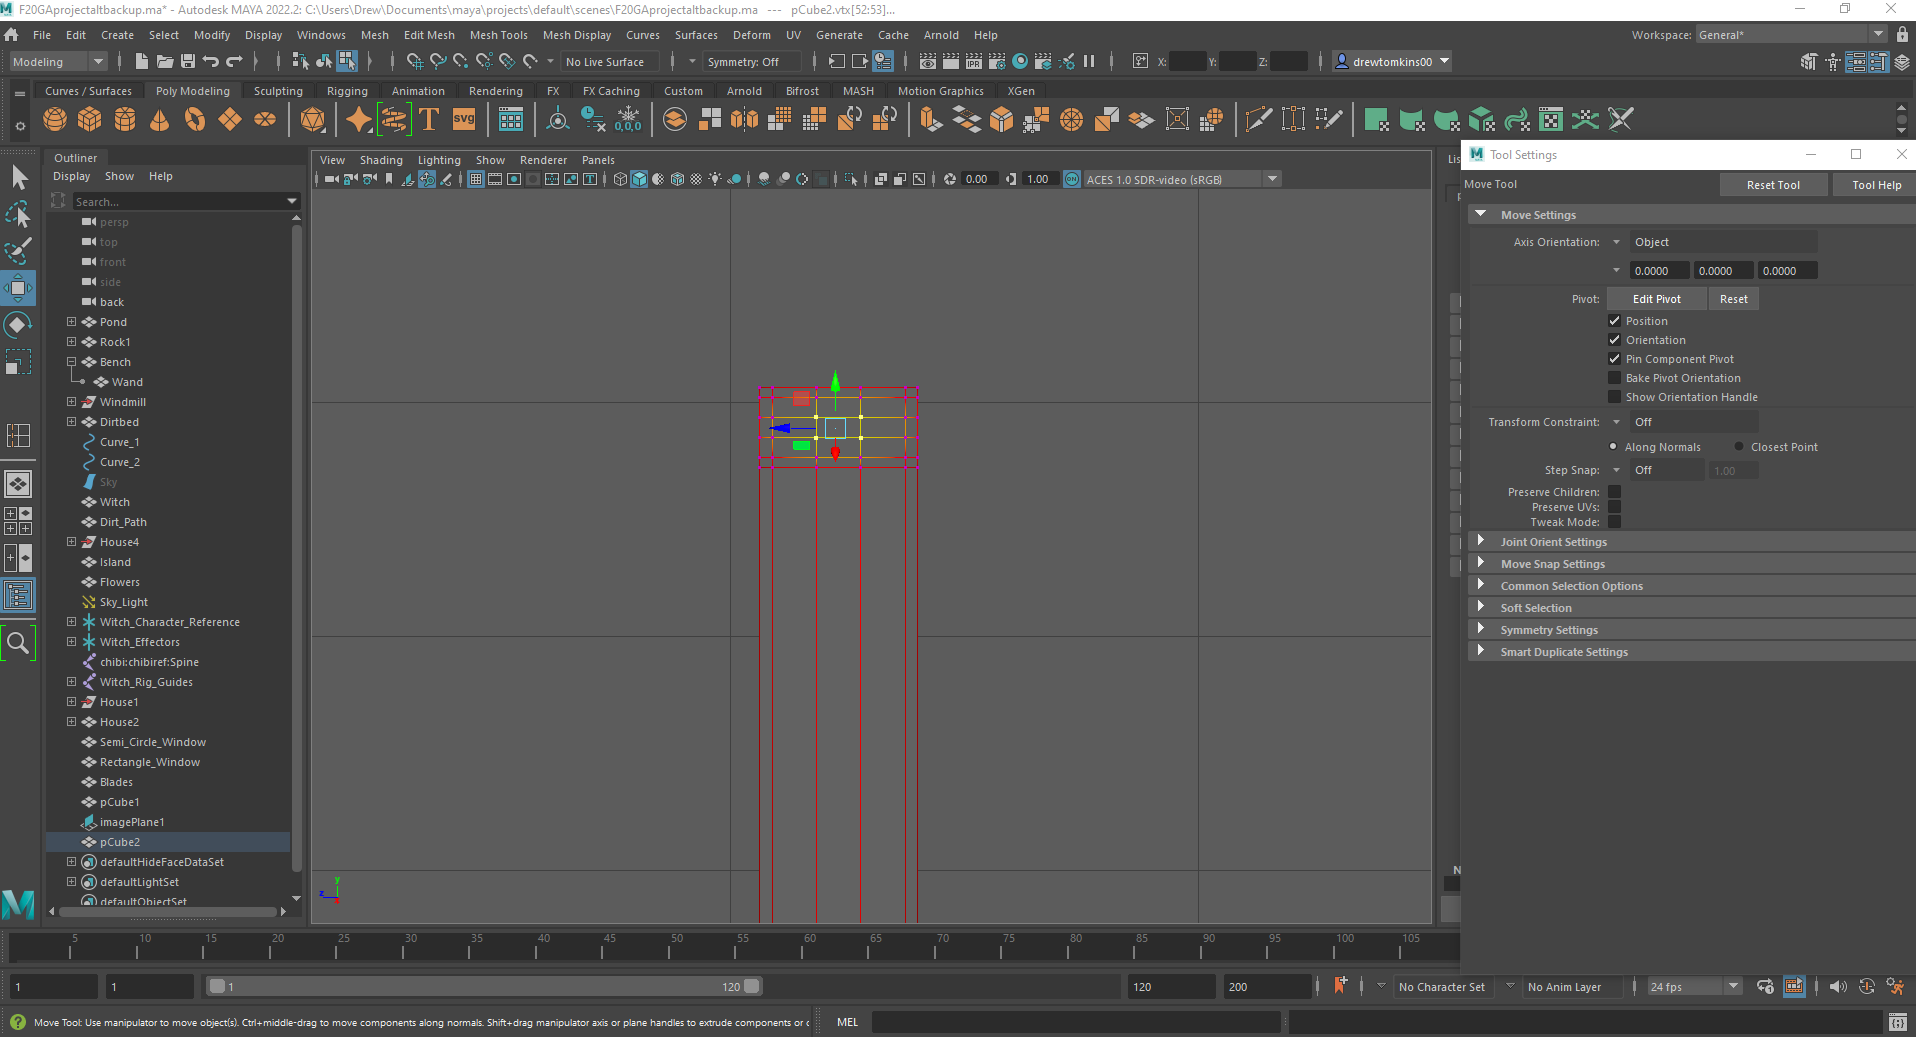 F20GAprojectaltbackup.ma* - Autodesk MAYA 2022.2: C:\Users\Drew\Documents\maya\projects\default\scenes\F20GAprojectaltbackup.ma --- pCube2.vtx[52:53]...
File Edit Create Select Modify Display Windows Mesh Edit Mesh Mesh Tools Mesh Display Curves Surfaces Deform UV Generate Cache Arnold Help
Workspace: General*
Modeling
No Live Surface
Symmetry: Off
IPR
X: Y: Z:
drewtomkins00
Curves / Surfaces Poly Modeling Sculpting Rigging Animation Rendering FX FX Caching Custom Arnold Bifrost MASH Motion Graphics XGen
T
SVG
0,0,0
Outliner
Display Show Help
Search...
persp
top
front
side
back
Pond
Rock1
Bench
Wand
Windmill
Dirtbed
Curve_1
Curve_2
Sky
Witch
Dirt_Path
House4
Island
Flowers
Sky_Light
Witch_Character_Reference
Witch_Effectors
chibi:chibiref:Spine
Witch_Rig_Guides
House1
House2
Semi_Circle_Window
Rectangle_Window
Blades
pCube1
imagePlane1
pCube2
defaultHideFaceDataSet
defaultLightSet
defaultObjectSet
View Shading Lighting Show Renderer Panels
0.00
1.00
ON
ACES 1.0 SDR-video (sRGB)
y
z
x
Lis
N
Tool Settings
Move Tool
Reset Tool
Tool Help
Move Settings
Axis Orientation: Object
0.0000 0.0000 0.0000
Pivot: Edit Pivot Reset
Position
Orientation
Pin Component Pivot
Bake Pivot Orientation
Show Orientation Handle
Transform Constraint: Off
Along Normals Closest Point
Step Snap: Off 1.00
Preserve Children:
Preserve UVs:
Tweak Mode:
Joint Orient Settings
Move Snap Settings
Common Selection Options
Soft Selection
Symmetry Settings
Smart Duplicate Settings
5 10 15 20 25 30 35 40 45 50 55 60 65 70 75 80 85 90 95 100 105
1 1 1 120 120 200
No Character Set
No Anim Layer
24 fps
Move Tool: Use manipulator to move object(s). Ctrl+middle-drag to move components along normals. Shift+drag manipulator axis or plane handles to extrude components or c
MEL